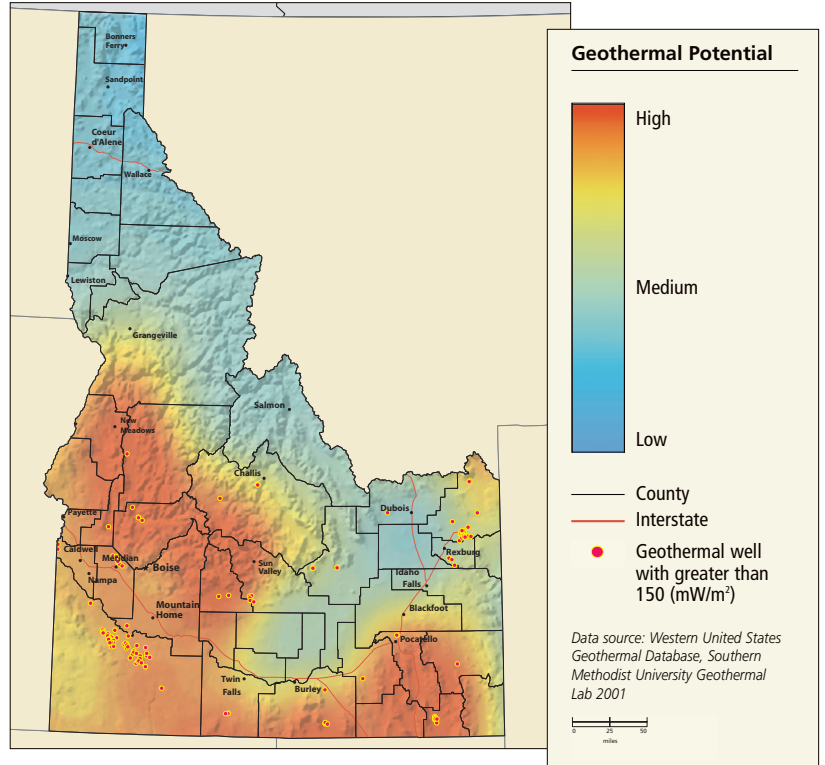 Bonners
Ferry
Sandpoint
Coeur
d'Alene
Wallace
Moscow
Lewiston
Grangeville
Salmon
New
Meadows
Challis
Dubois
Payette
Caldwell
Meridian
Nampa
Boise
Sun
Valley
Rexburg
Idaho
Falls
Mountain
Home
Blackfoot
Pocatello
Twin
Falls
Burley
Geothermal Potential
High
Medium
Low
County
Interstate
Geothermal well
with greater than
150 (mW/m²)
Data source: Western United States
Geothermal Database, Southern
Methodist University Geothermal
Lab 2001
0 25 50
miles